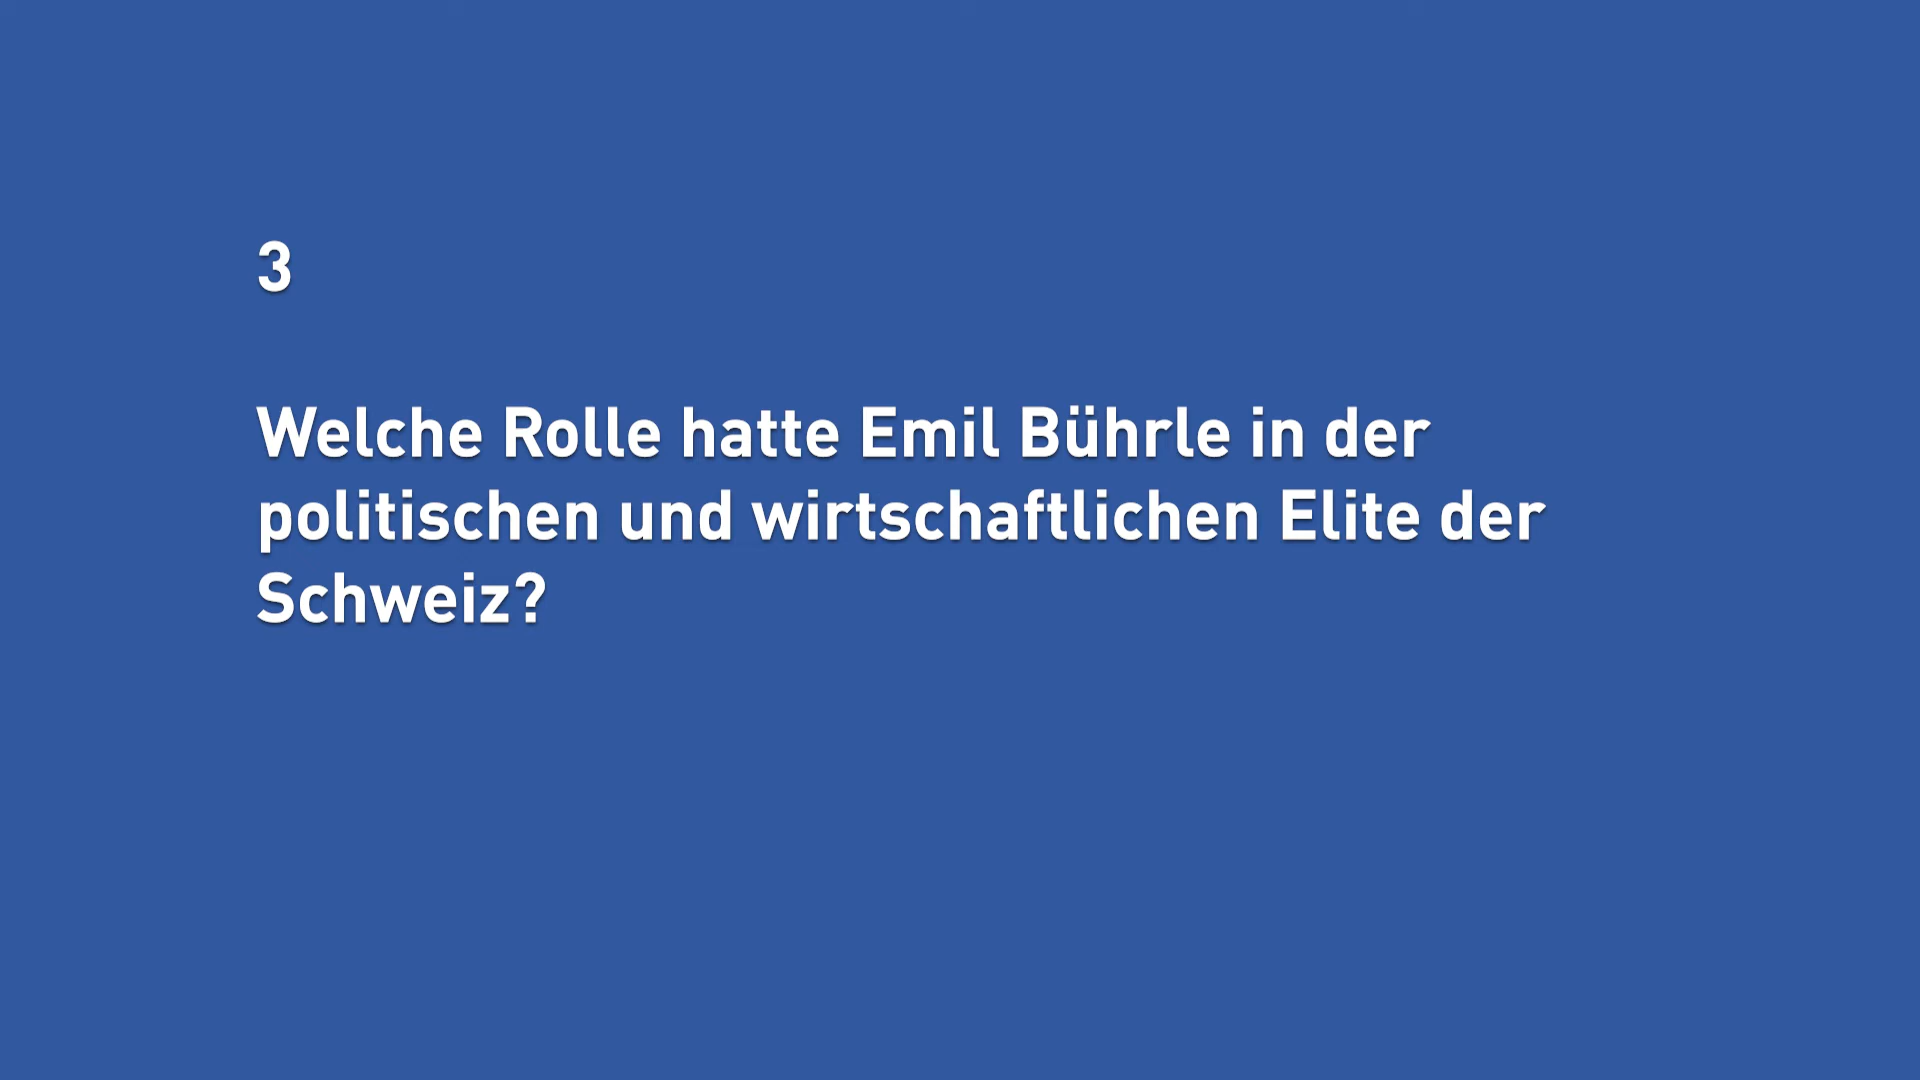 3
Welche Rolle hatte Emil Bührle in der
politischen und wirtschaftlichen Elite der
Schweiz?